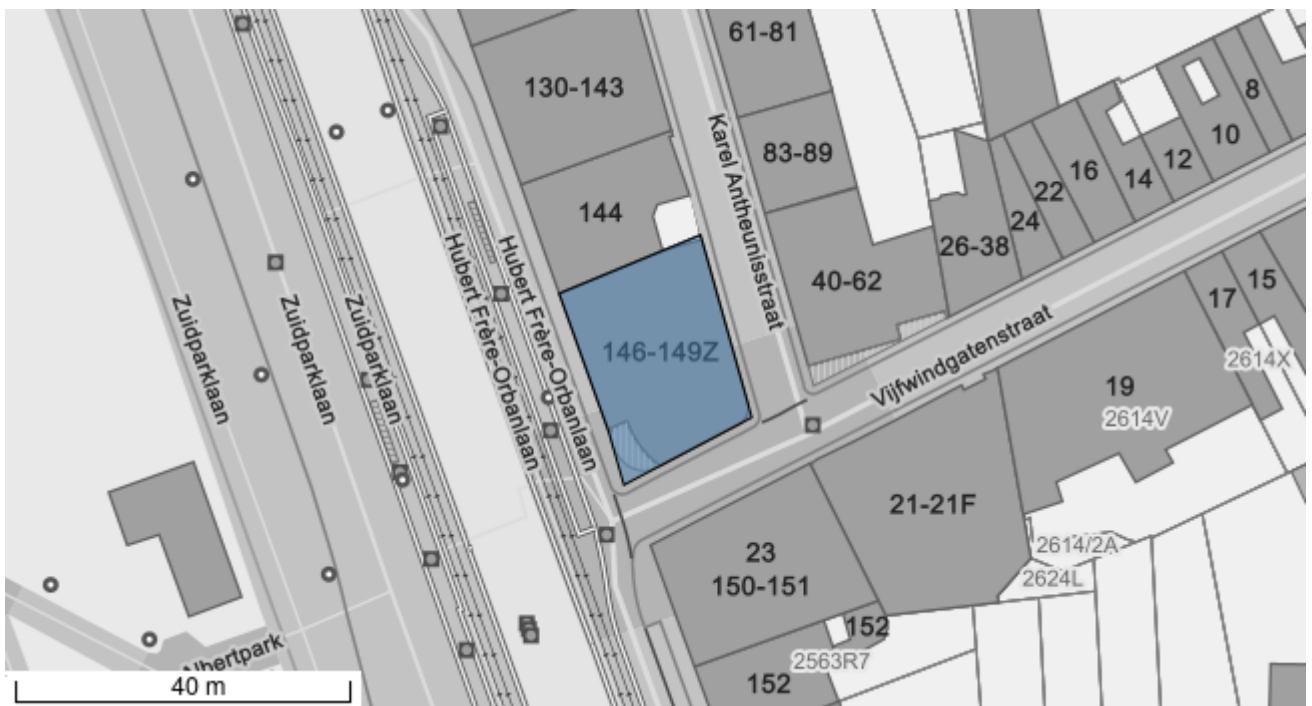 61-81
130-143
8
10
Karel Antheunisstraat
83-89
16
12
14
22
144
24
26-38
Hubert Frère-Orbanlaan
Hubert Frère-Orbanlaan
40-62
15
17
Zuidparklaan
Zuidparklaan
Zuidparklaan
146-149Z
Vijfwindgatenstraat
2614X
19
2614V
21-21F
23
150-151
2614/2A
2624L
152
Albertpark
2563R7
152
40 m